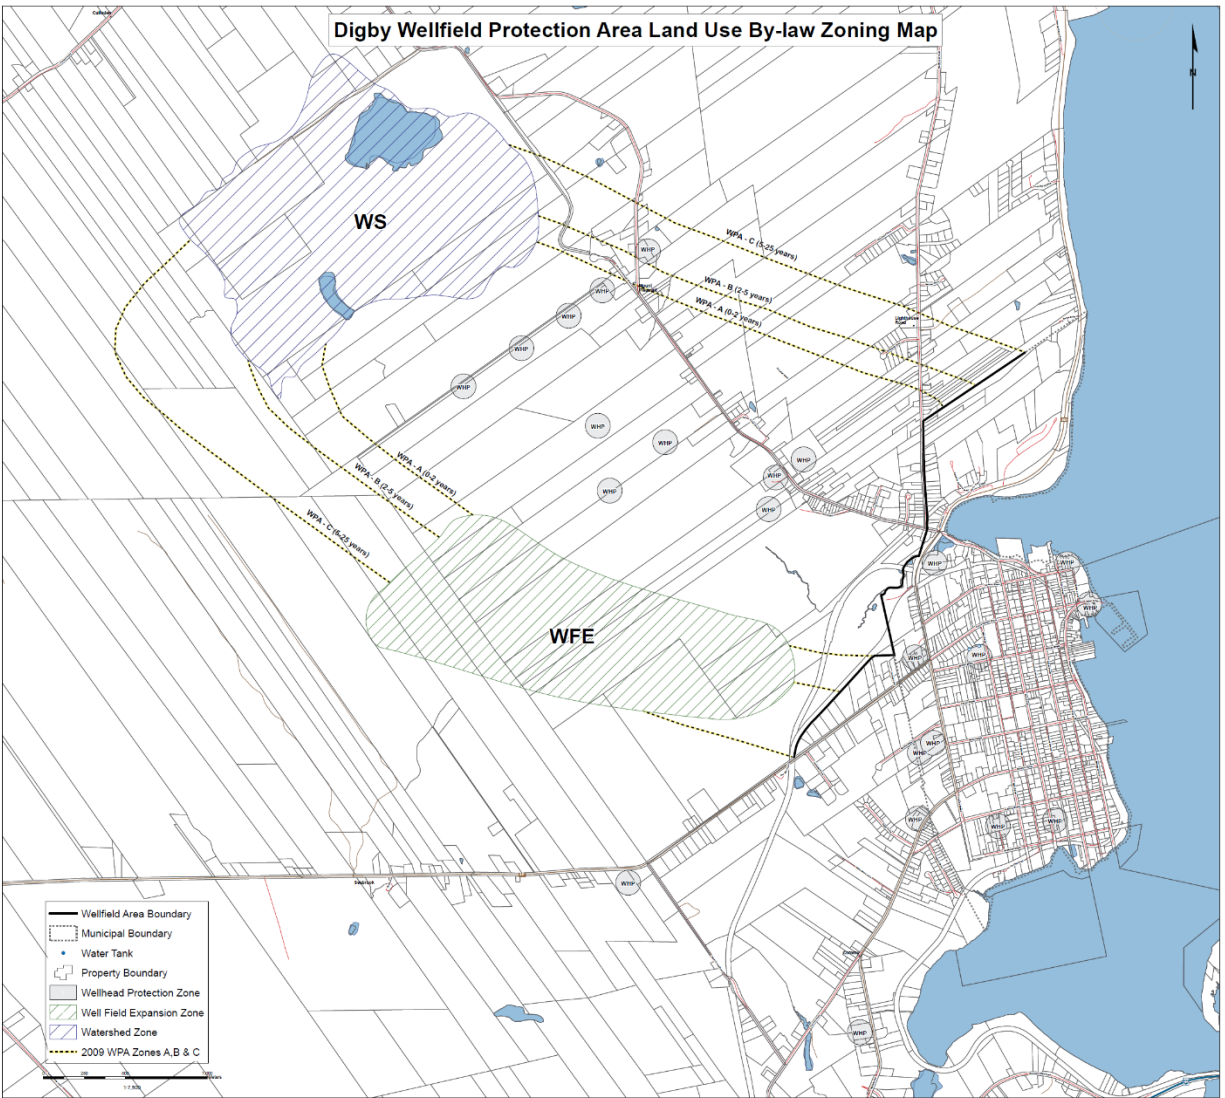 Digby Wellfield Protection Area Land Use By-law Zoning Map
N
WS
WPA - C (5-25 years)
WHP
WPA - B (2-5 years)
WHP
WPA - A (0-2 years)
WHP
Lighthouse
Road
WHP
WHP
WHP
WHP
WHP
WPA - A (0-2 years)
WHP
WPA - B (2-5 years)
WHP
WHP
WPA - C (5-25 years)
WHP
WHP
WHP
WFE
WHP
WHP
WHP
WHP
WHP
WHP
WHP
WHP
WHP
WHP
Wellfield Area Boundary
Municipal Boundary
Water Tank
Property Boundary
Wellhead Protection Zone
Well Field Expansion Zone
Watershed Zone
2009 WPA Zones A,B & C